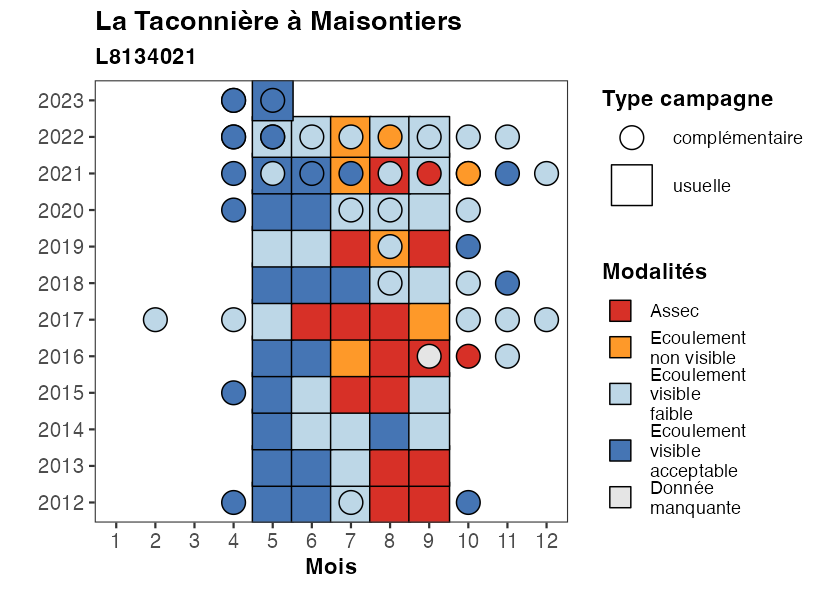 La Taconnière à Maisontiers
L8134021
2023
2022
2021
2020
2019
2018
2017
2016
2015
2014
2013
2012
1 2 3 4 5 6 7 8 9 10 11 12
Mois
Type campagne
complémentaire
usuelle
Modalités
Assec
Ecoulement
non visible
Ecoulement
visible
faible
Ecoulement
visible
acceptable
Donnée
manquante